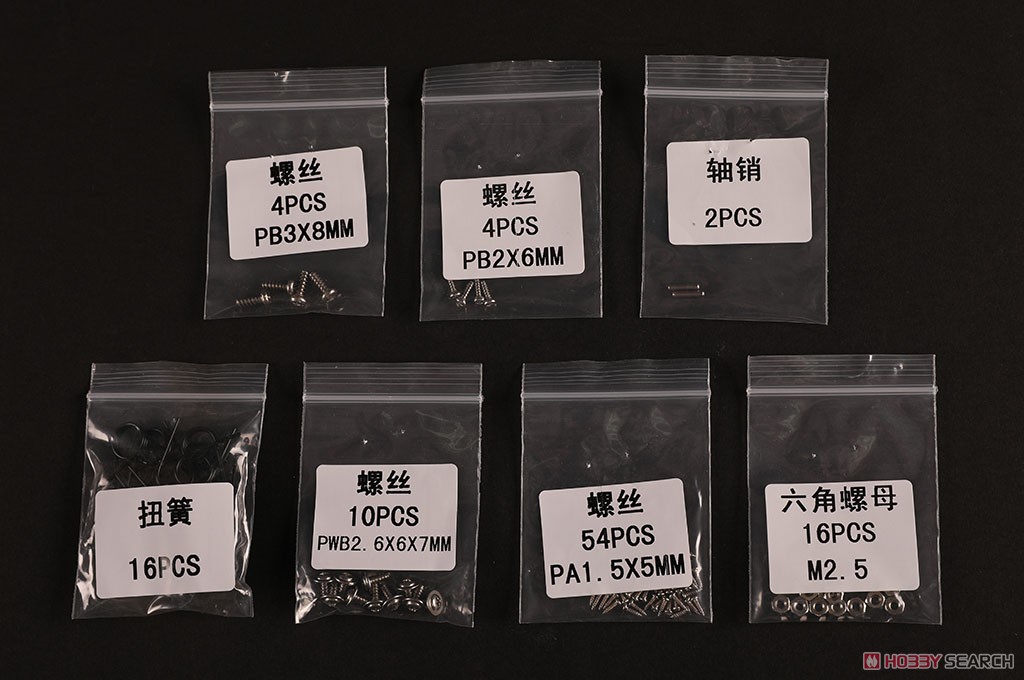 螺丝
4PCS
PB3X8MM
螺丝
4PCS
PB2X6MM
轴销
2PCS
扭簧
16PCS
螺丝
10PCS
PWB2.6X6X7MM
螺丝
54PCS
PA1.5X5MM
六角螺母
16PCS
M2.5
HOBBY SEARCH